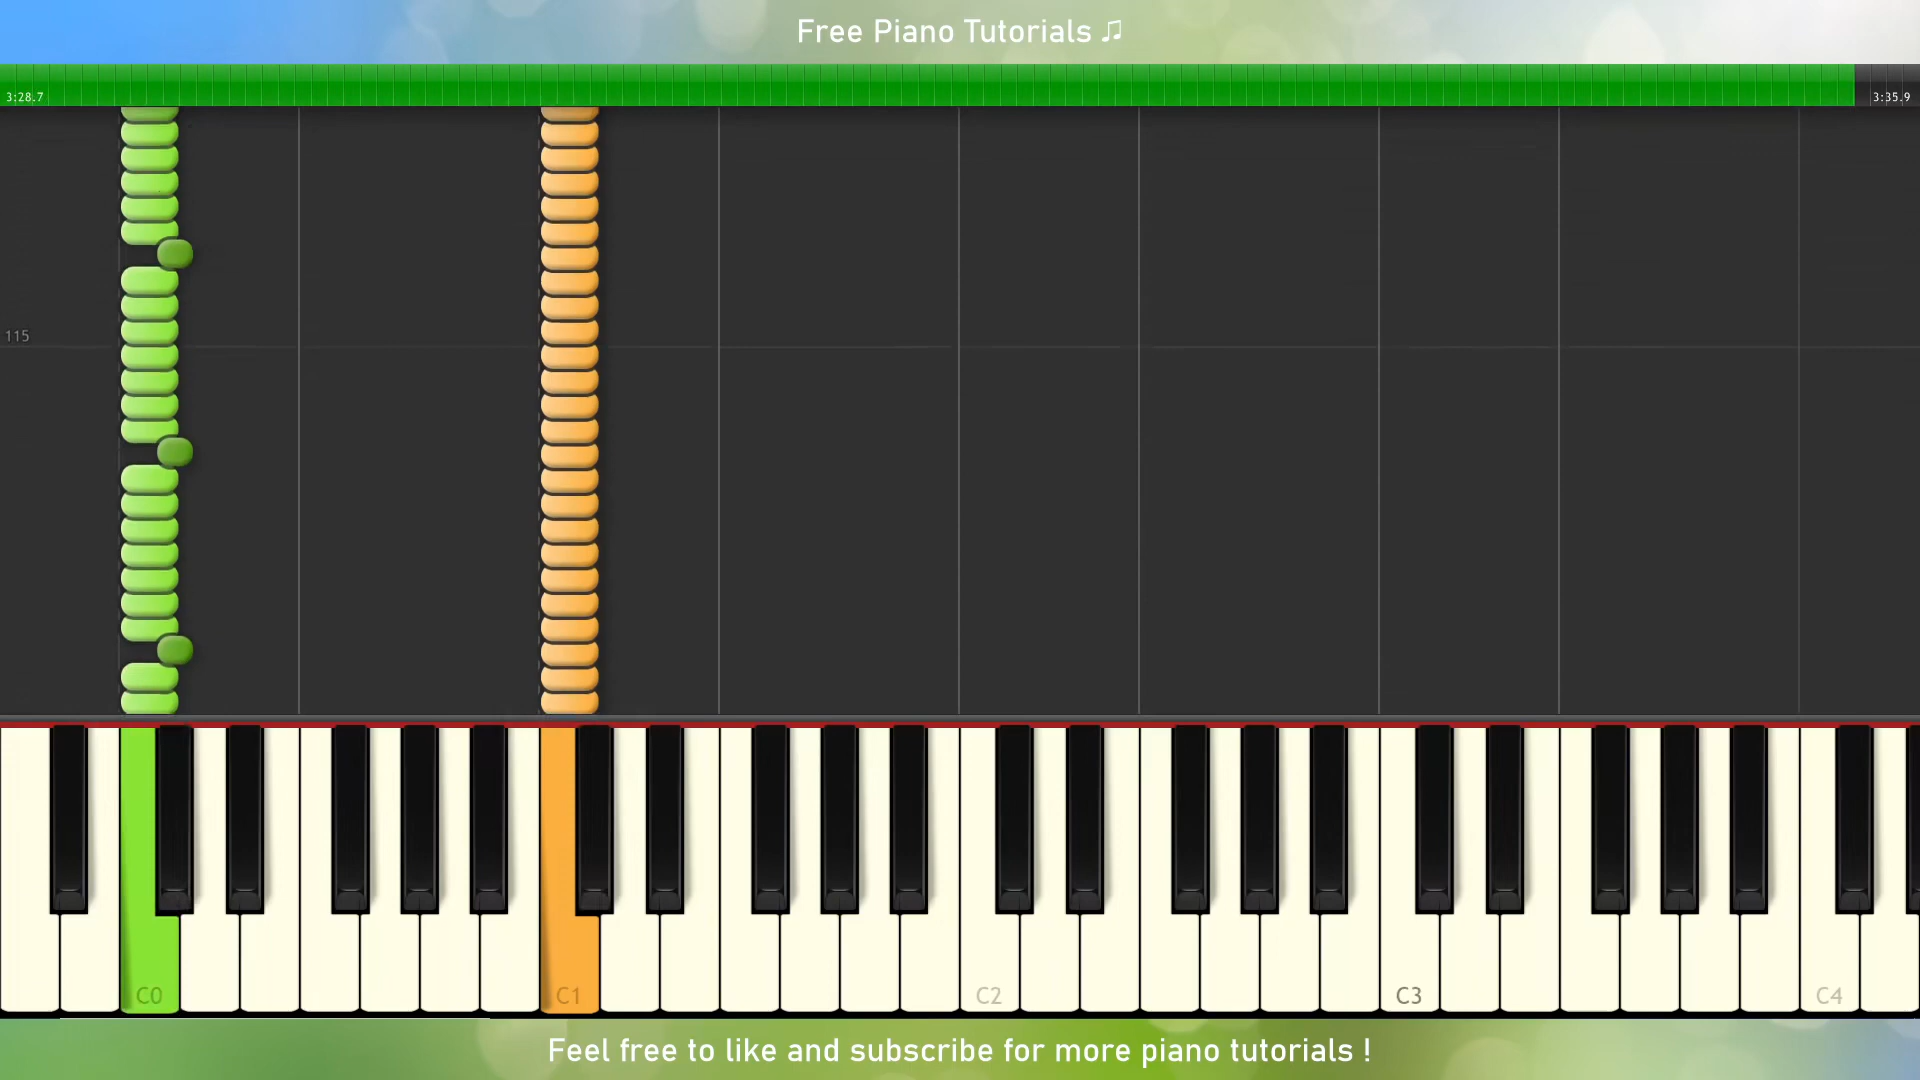 Free Piano Tutorials ♫
3:28.7
3:35.9
115
C0
C1
C2
C3
C4
Feel free to like and subscribe for more piano tutorials !